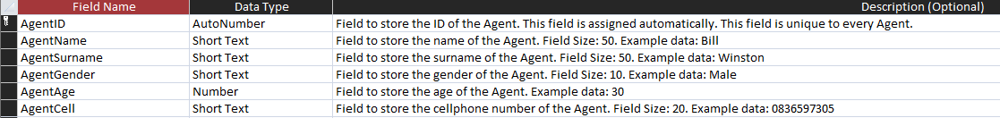 Field Name Data Type Description (Optional)
AgentID AutoNumber Field to store the ID of the Agent. This field is assigned automatically. This field is unique to every Agent.
AgentName Short Text Field to store the name of the Agent. Field Size: 50. Example data: Bill
AgentSurname Short Text Field to store the surname of the Agent. Field Size: 50. Example data: Winston
AgentGender Short Text Field to store the gender of the Agent. Field Size: 10. Example data: Male
AgentAge Number Field to store the age of the Agent. Example data: 30
AgentCell Short Text Field to store the cellphone number of the Agent. Field Size: 20. Example data: 0836597305